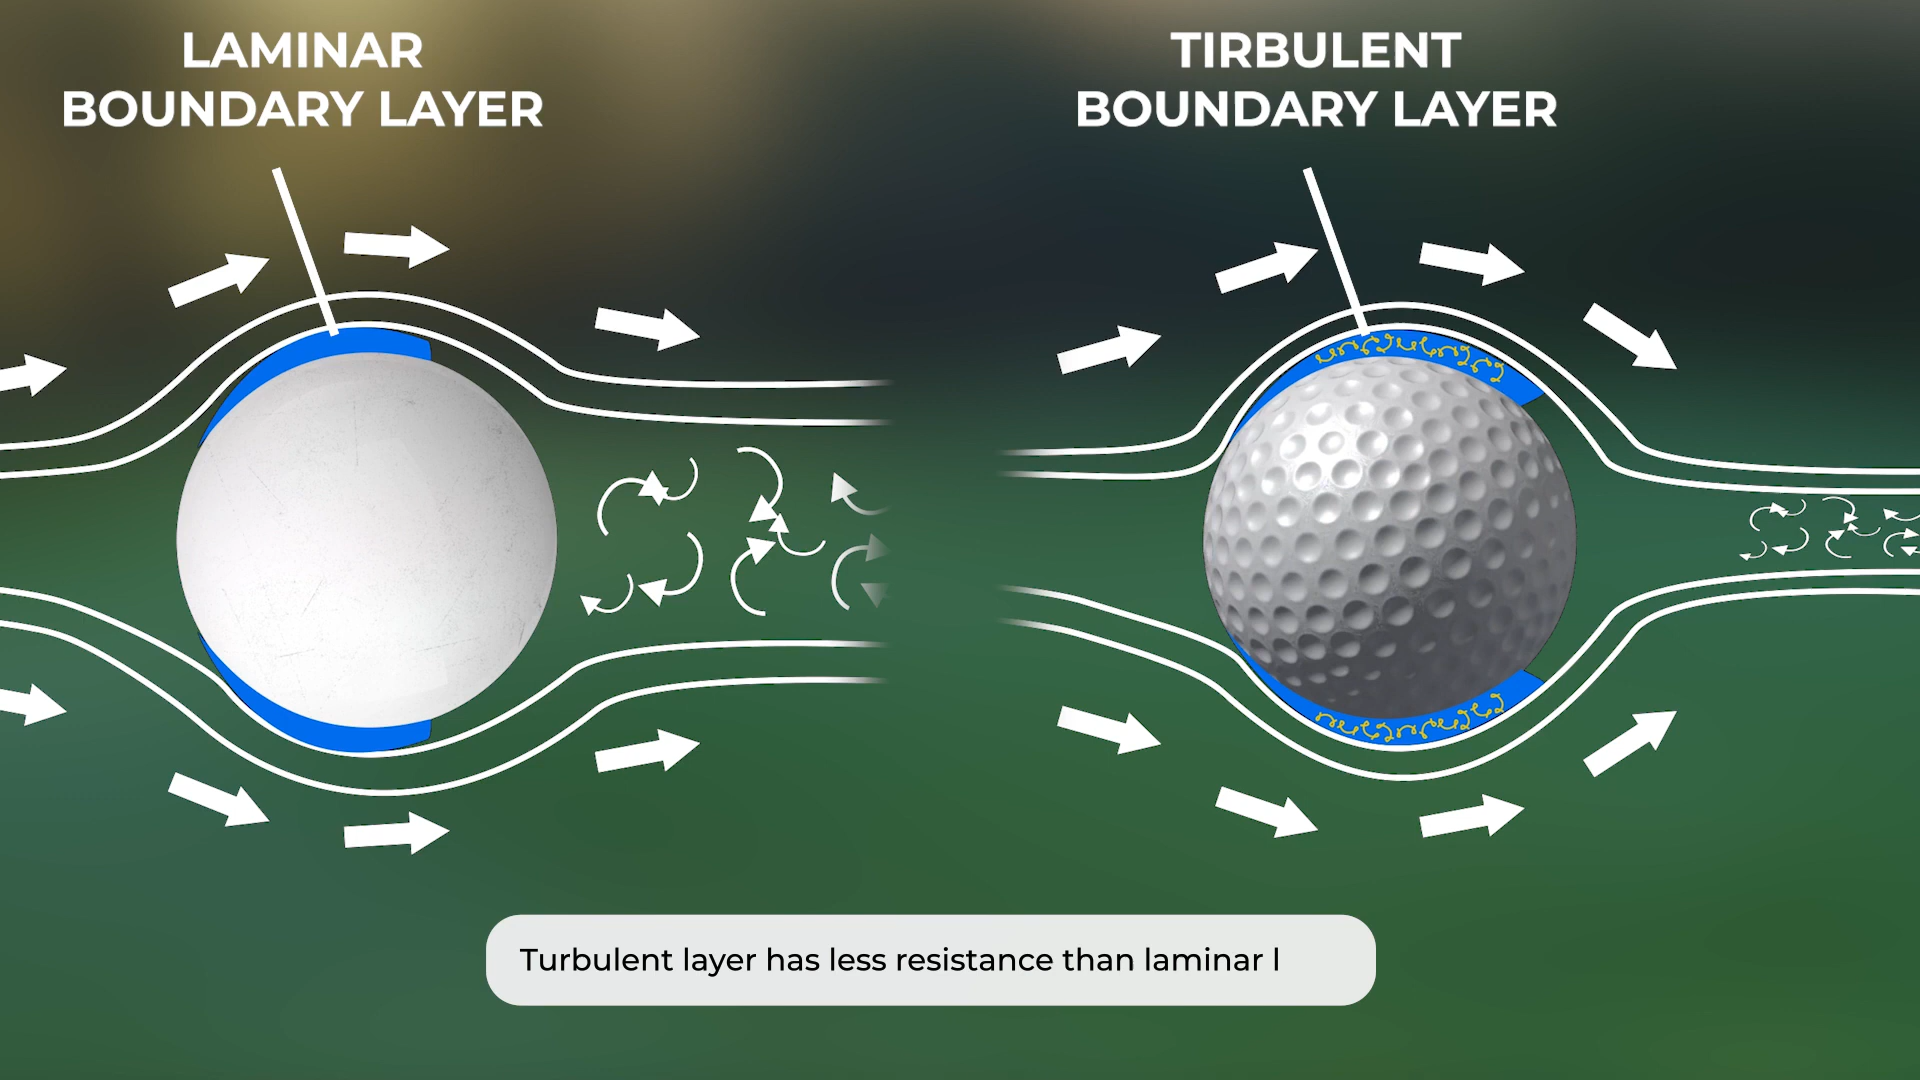 LAMINAR
BOUNDARY LAYER
TIRBULENT
BOUNDARY LAYER
Turbulent layer has less resistance than laminar l